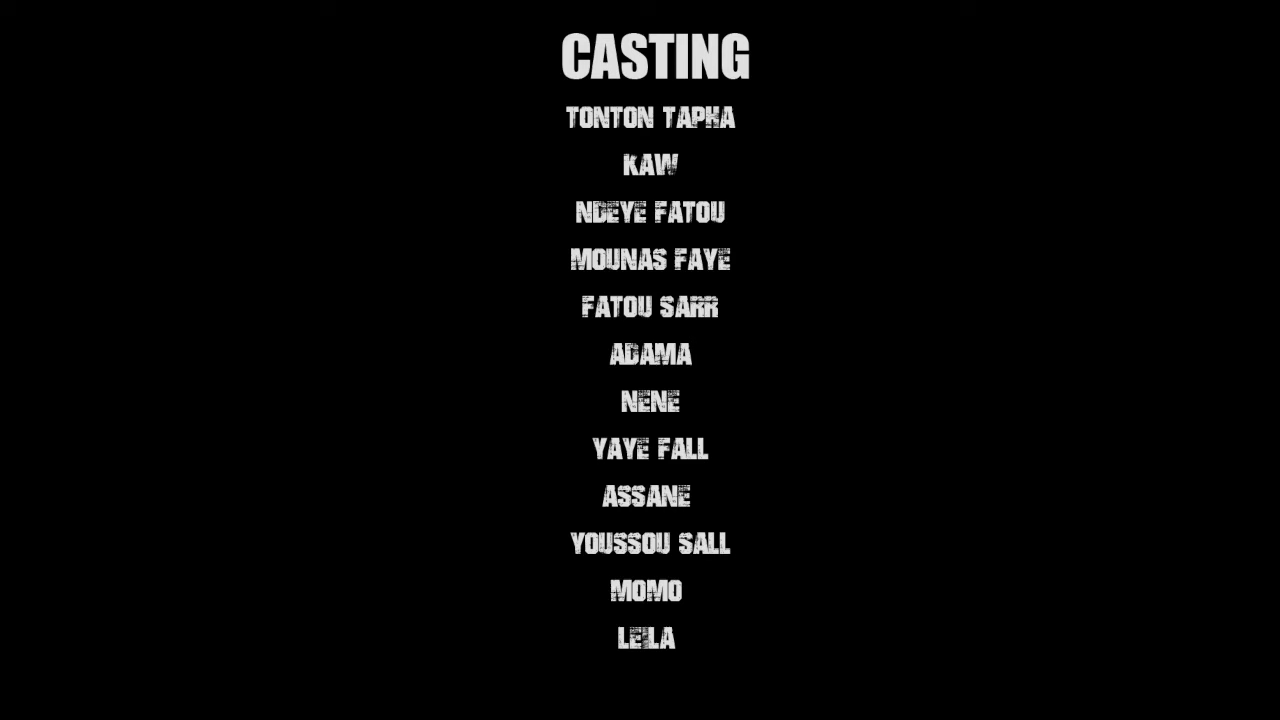 CASTING
TONTON TAPHA
KAW
NDEYE FATOU
MOUNAS FAYE
FATOU SARR
ADAMA
NENE
YAYE FALL
ASSANE
YOUSSOU SALL
MOMO
LEILA